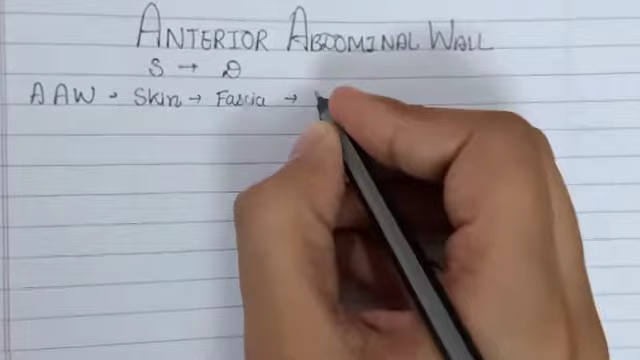 ANTERIOR ABDOMINAL WALL
S → D
AAW - Skin → Fascia →